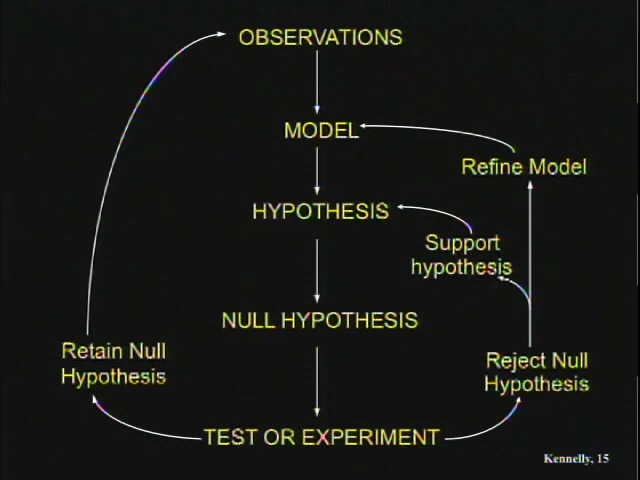 OBSERVATIONS
MODEL
Refine Model
HYPOTHESIS
Support
hypothesis
NULL HYPOTHESIS
Retain Null
Hypothesis
Reject Null
Hypothesis
TEST OR EXPERIMENT
Kennelly, 15